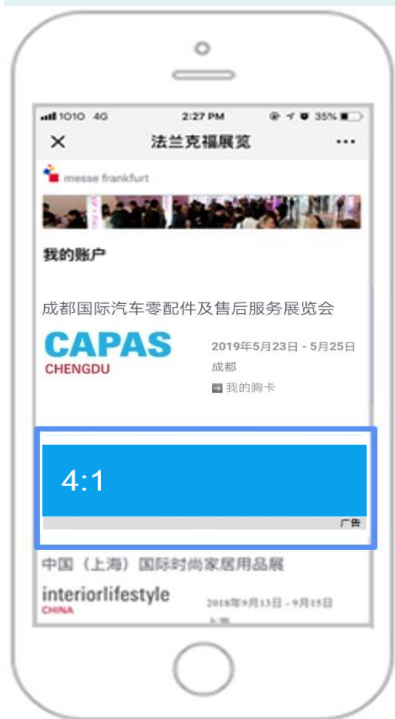 1010 4G 2:27 PM 35%
法兰克福展览
messe frankfurt
我的账户
成都国际汽车零配件及售后服务展览会
CAPAS
CHENGDU
2019年5月23日 - 5月25日
成都
我的胸卡
4:1
广告
中国（上海）国际时尚家居用品展
interiorlifestyle
CHINA
2018年9月13日 - 9月15日